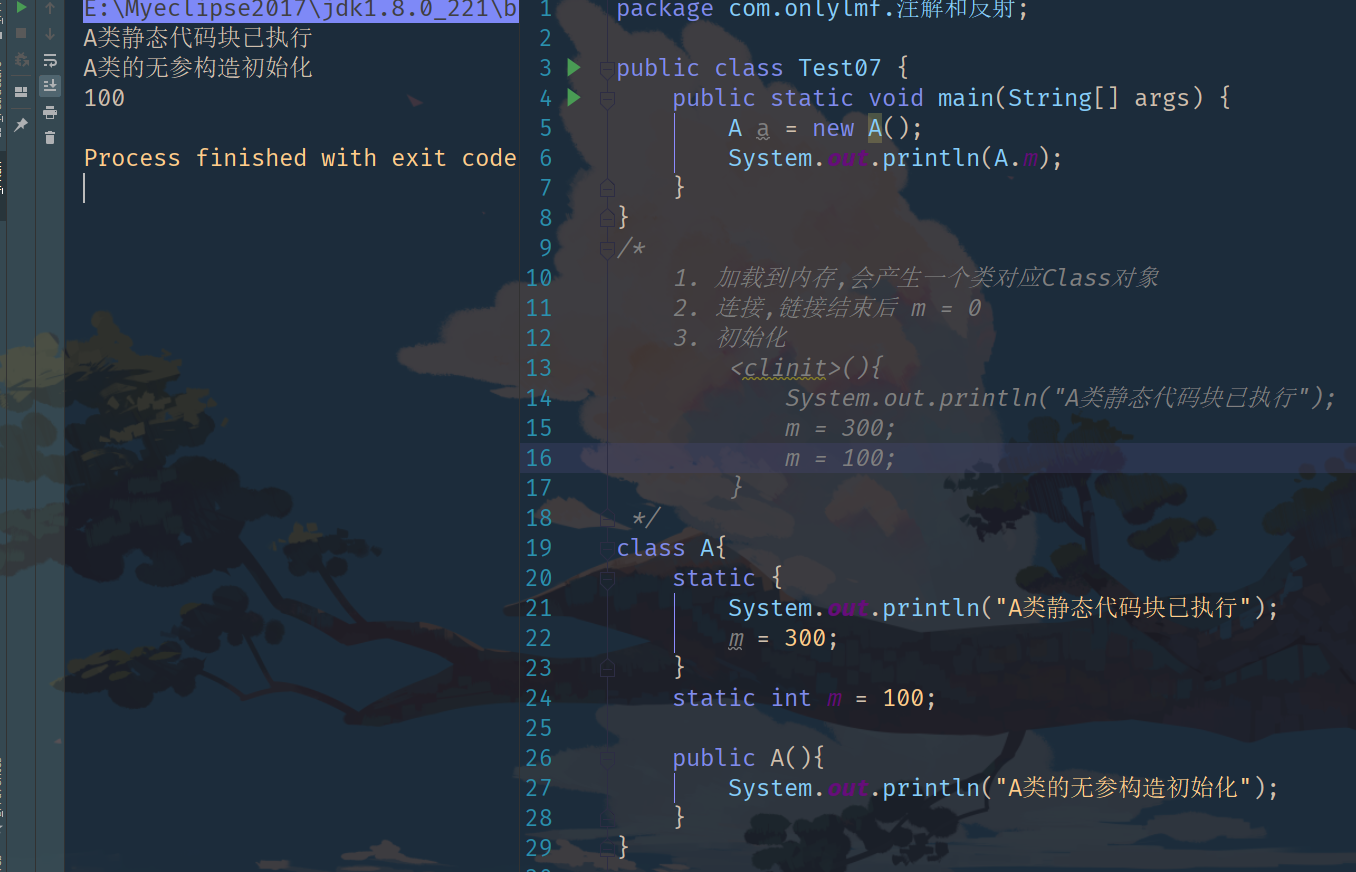 E:\Myeclipse2017\jdk1.8.0_221\b
A类静态代码块已执行
A类的无参构造初始化
100
Process finished with exit code
1 package com.onlylmf.注解和反射;
2
3 public class Test07 {
4 public static void main(String[] args) {
5 A a = new A();
6 System.out.println(A.m);
7 }
8 }
9 /*
10 1. 加载到内存,会产生一个类对应Class对象
11 2. 连接,链接结束后 m = 0
12 3. 初始化
13 <clinit>(){
14 System.out.println("A类静态代码块已执行");
15 m = 300;
16 m = 100;
17 }
18 */
19 class A{
20 static {
21 System.out.println("A类静态代码块已执行");
22 m = 300;
23 }
24 static int m = 100;
25
26 public A(){
27 System.out.println("A类的无参构造初始化");
28 }
29 }